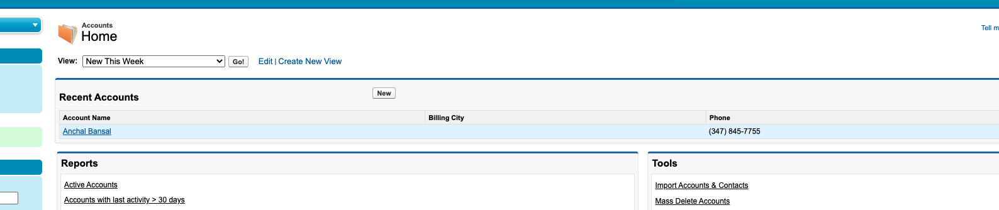 Accounts
Home
Tell m
View: New This Week Go! Edit | Create New View
Recent Accounts New
Account Name Billing City Phone
Anchal Bansal (347) 845-7755
Reports
Active Accounts
Accounts with last activity > 30 days
Tools
Import Accounts & Contacts
Mass Delete Accounts